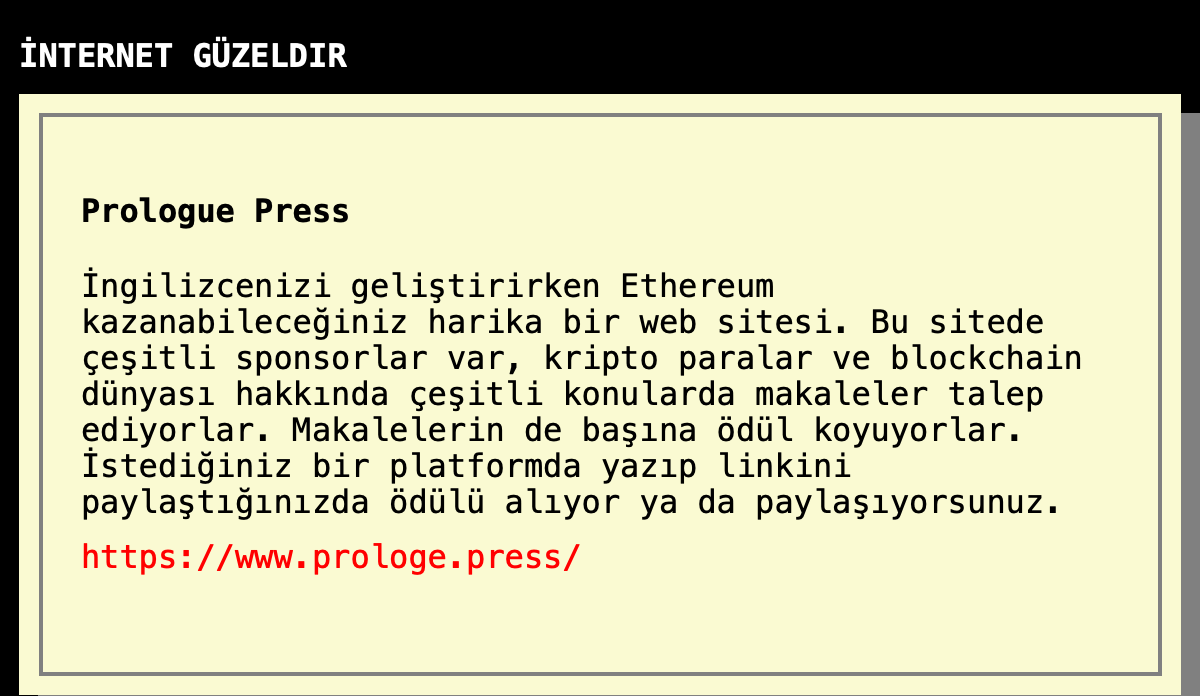 İNTERNET GÜZELDIR
Prologue Press
İngilizcenizi geliştirirken Ethereum
kazanabileceğiniz harika bir web sitesi. Bu sitede
çeşitli sponsorlar var, kripto paralar ve blockchain
dünyası hakkında çeşitli konularda makaleler talep
ediyorlar. Makalelerin de başına ödül koyuyorlar.
İstediğiniz bir platformda yazıp linkini
paylaştığınızda ödülü alıyor ya da paylaşıyorsunuz.
https://www.prologe.press/